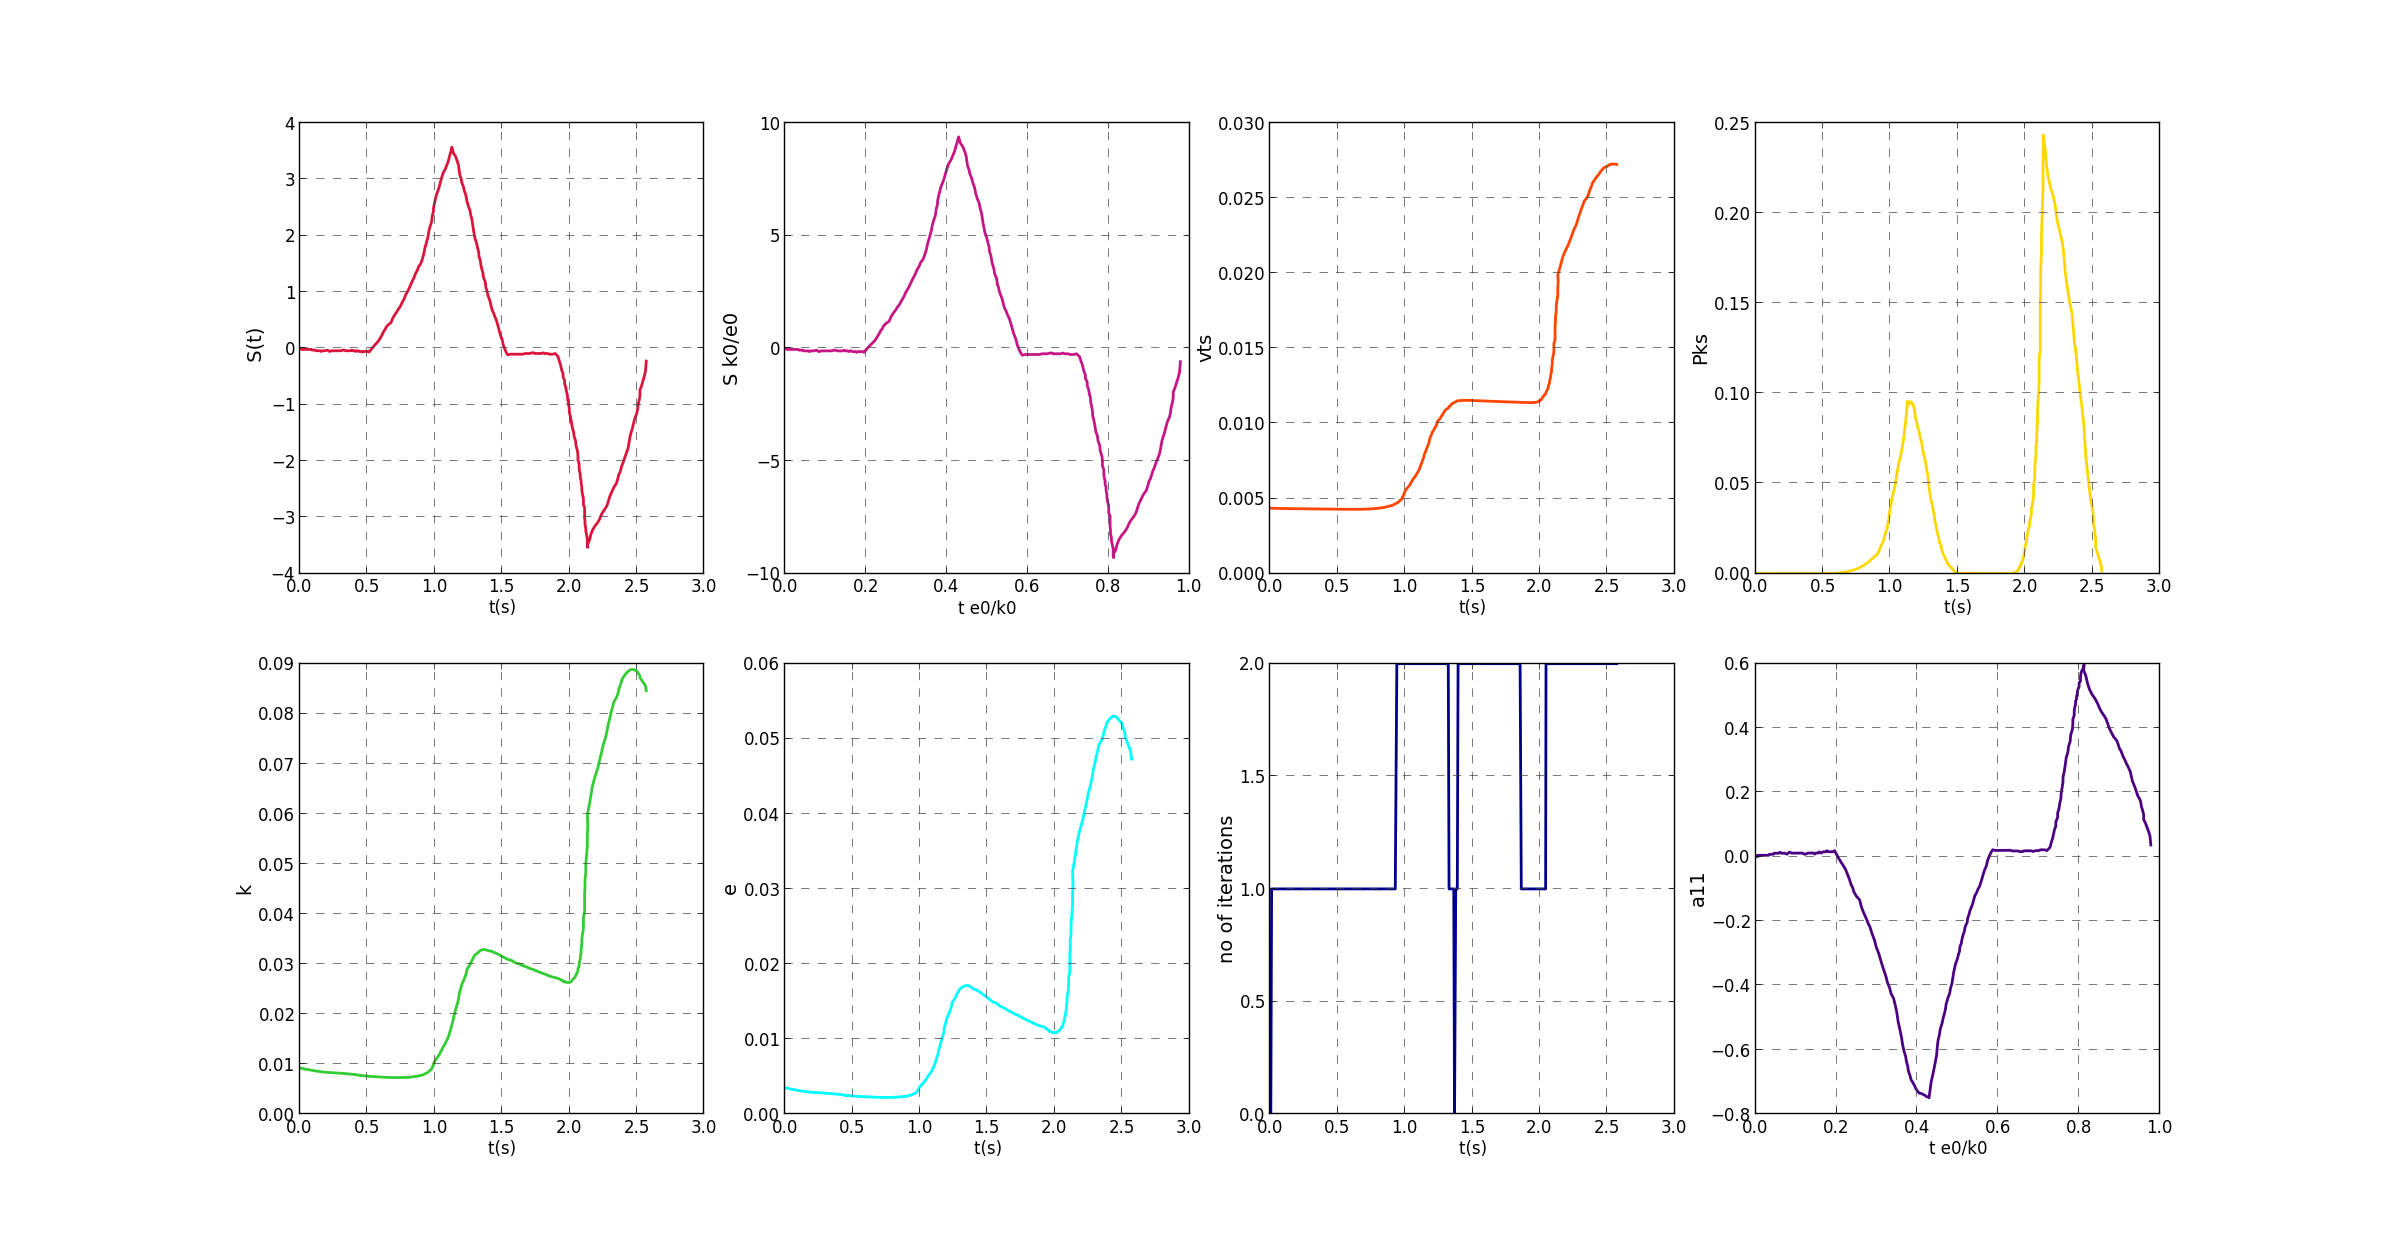 4
3
2
1
0
−1
−2
−3
−4
S(t)
0.0 0.5 1.0 1.5 2.0 2.5 3.0
t(s)
10
5
0
−5
−10
S k0/e0
0.0 0.2 0.4 0.6 0.8 1.0
t e0/k0
0.030
0.025
0.020
0.015
0.010
0.005
0.000
vts
0.0 0.5 1.0 1.5 2.0 2.5 3.0
t(s)
0.25
0.20
0.15
0.10
0.05
0.00
Pks
0.0 0.5 1.0 1.5 2.0 2.5 3.0
t(s)
0.09
0.08
0.07
0.06
0.05
0.04
0.03
0.02
0.01
0.00
k
0.0 0.5 1.0 1.5 2.0 2.5 3.0
t(s)
0.06
0.05
0.04
0.03
0.02
0.01
0.00
e
0.0 0.5 1.0 1.5 2.0 2.5 3.0
t(s)
2.0
1.5
1.0
0.5
0.0
no of iterations
0.0 0.5 1.0 1.5 2.0 2.5 3.0
t(s)
0.6
0.4
0.2
0.0
−0.2
−0.4
−0.6
−0.8
a11
0.0 0.2 0.4 0.6 0.8 1.0
t e0/k0